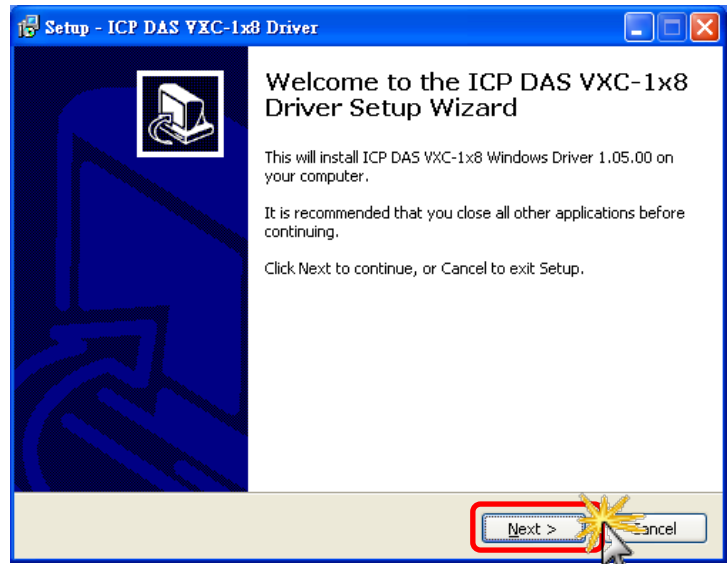 Setup - ICP DAS VXC-1x8 Driver
Welcome to the ICP DAS VXC-1x8
Driver Setup Wizard
This will install ICP DAS VXC-1x8 Windows Driver 1.05.00 on
your computer.
It is recommended that you close all other applications before
continuing.
Click Next to continue, or Cancel to exit Setup.
Next >
Cancel